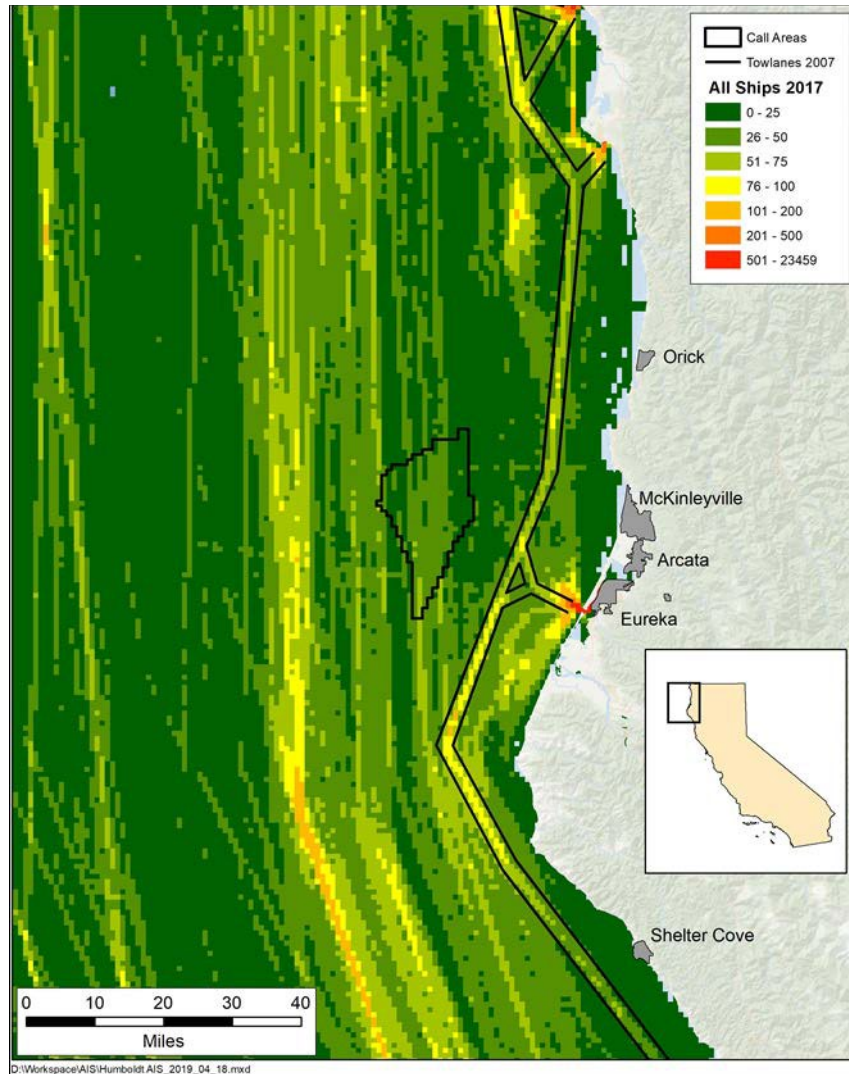 Call Areas
Towlanes 2007
All Ships 2017
0 - 25
26 - 50
51 - 75
76 - 100
101 - 200
201 - 500
501 - 23459
Orick
McKinleyville
Arcata
Eureka
Shelter Cove
0 10 20 30 40
Miles
D:\Workspace\AIS\Humboldt AIS_2019_04_18.mxd